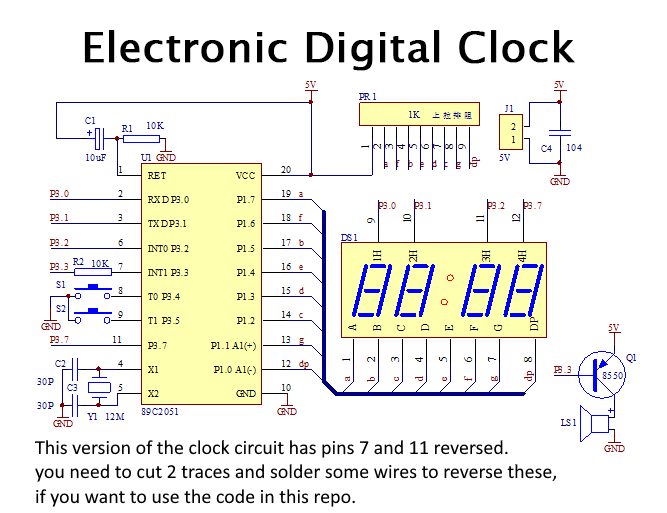 Electronic Digital Clock
5V
PR1
1K 上拉排阻
1 2 3 4 5 6 7 8 9
a f b e d c g dp
J1
2
1
5V
5V
C4 104
GND
C1
10uF
R1 10K
GND
U1
1 RET VCC 20
P3.0 2 RXD P3.0 P1.7 19 a
P3.1 3 TXDP3.1 P1.6 18 f
P3.2 6 INT0 P3.2 P1.5 17 b
P3.3 R2 10K 7 INT1 P3.3 P1.4 16 e
S1 8 T0 P3.4 P1.3 15 d
S2 9 T1 P3.5 P1.2 14 c
GND
P3.7 11 P3.7 P1.1 A1(+) 13 g
C2 4 X1 P1.0 A1(-) 12 dp
30P C3
30P 5 X2 GND 10
GND Y1 12M 89C2051 GND
P3.0 P3.1 P3.2 P3.7
9 10 11 12
DS1
1H 2H 3H 4H
88:88
A B C D E F G DP
1 2 3 4 5 6 7 8
a b c d e f g dp
5V
Q1
P3.3 8550
LS1
+
GND
This version of the clock circuit has pins 7 and 11 reversed.
you need to cut 2 traces and solder some wires to reverse these,
if you want to use the code in this repo.